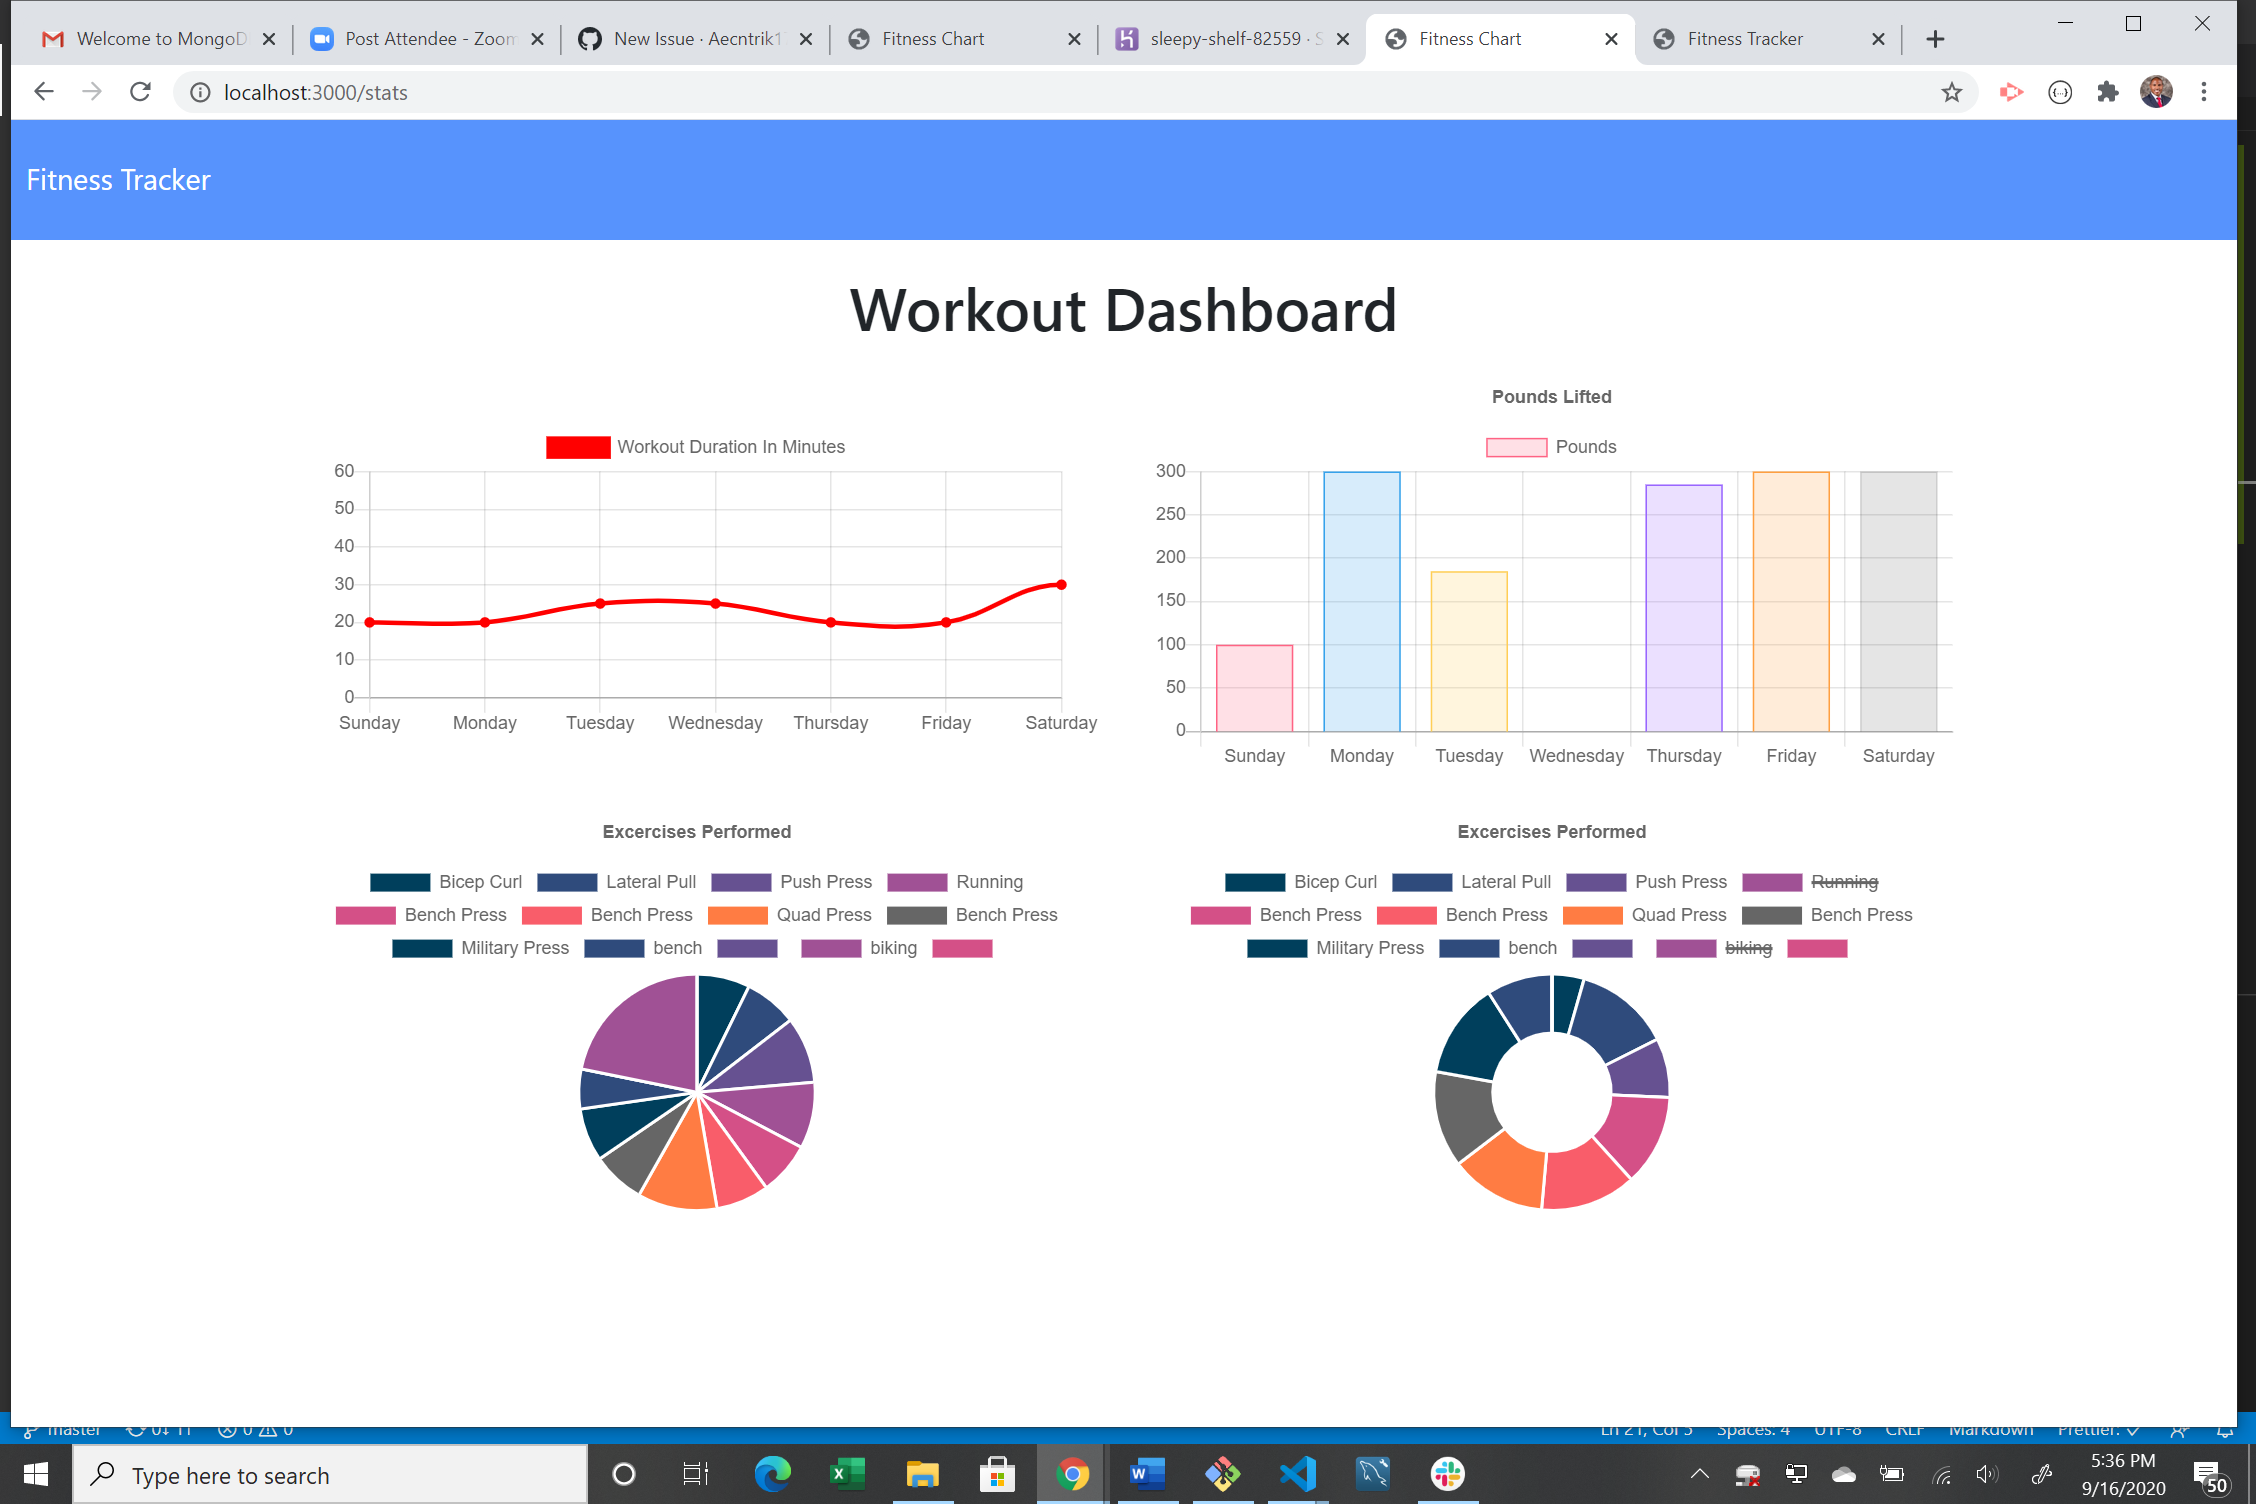 Welcome to MongoD
Post Attendee - Zoom
New Issue · Aecntrik1
Fitness Chart
sleepy-shelf-82559 · S
Fitness Chart
Fitness Tracker
localhost:3000/stats
Fitness Tracker
Workout Dashboard
Workout Duration In Minutes
60
50
40
30
20
10
0
Sunday Monday Tuesday Wednesday Thursday Friday Saturday
Pounds Lifted
Pounds
300
250
200
150
100
50
0
Sunday Monday Tuesday Wednesday Thursday Friday Saturday
Excercises Performed
Bicep Curl Lateral Pull Push Press Running
Bench Press Bench Press Quad Press Bench Press
Military Press bench biking
Excercises Performed
Bicep Curl Lateral Pull Push Press Running
Bench Press Bench Press Quad Press Bench Press
Military Press bench biking
master 0 0
Ln 21, Col 5 Spaces: 4 UTF-8 CRLF Markdown Prettier:
Type here to search
5:36 PM
9/16/2020
50